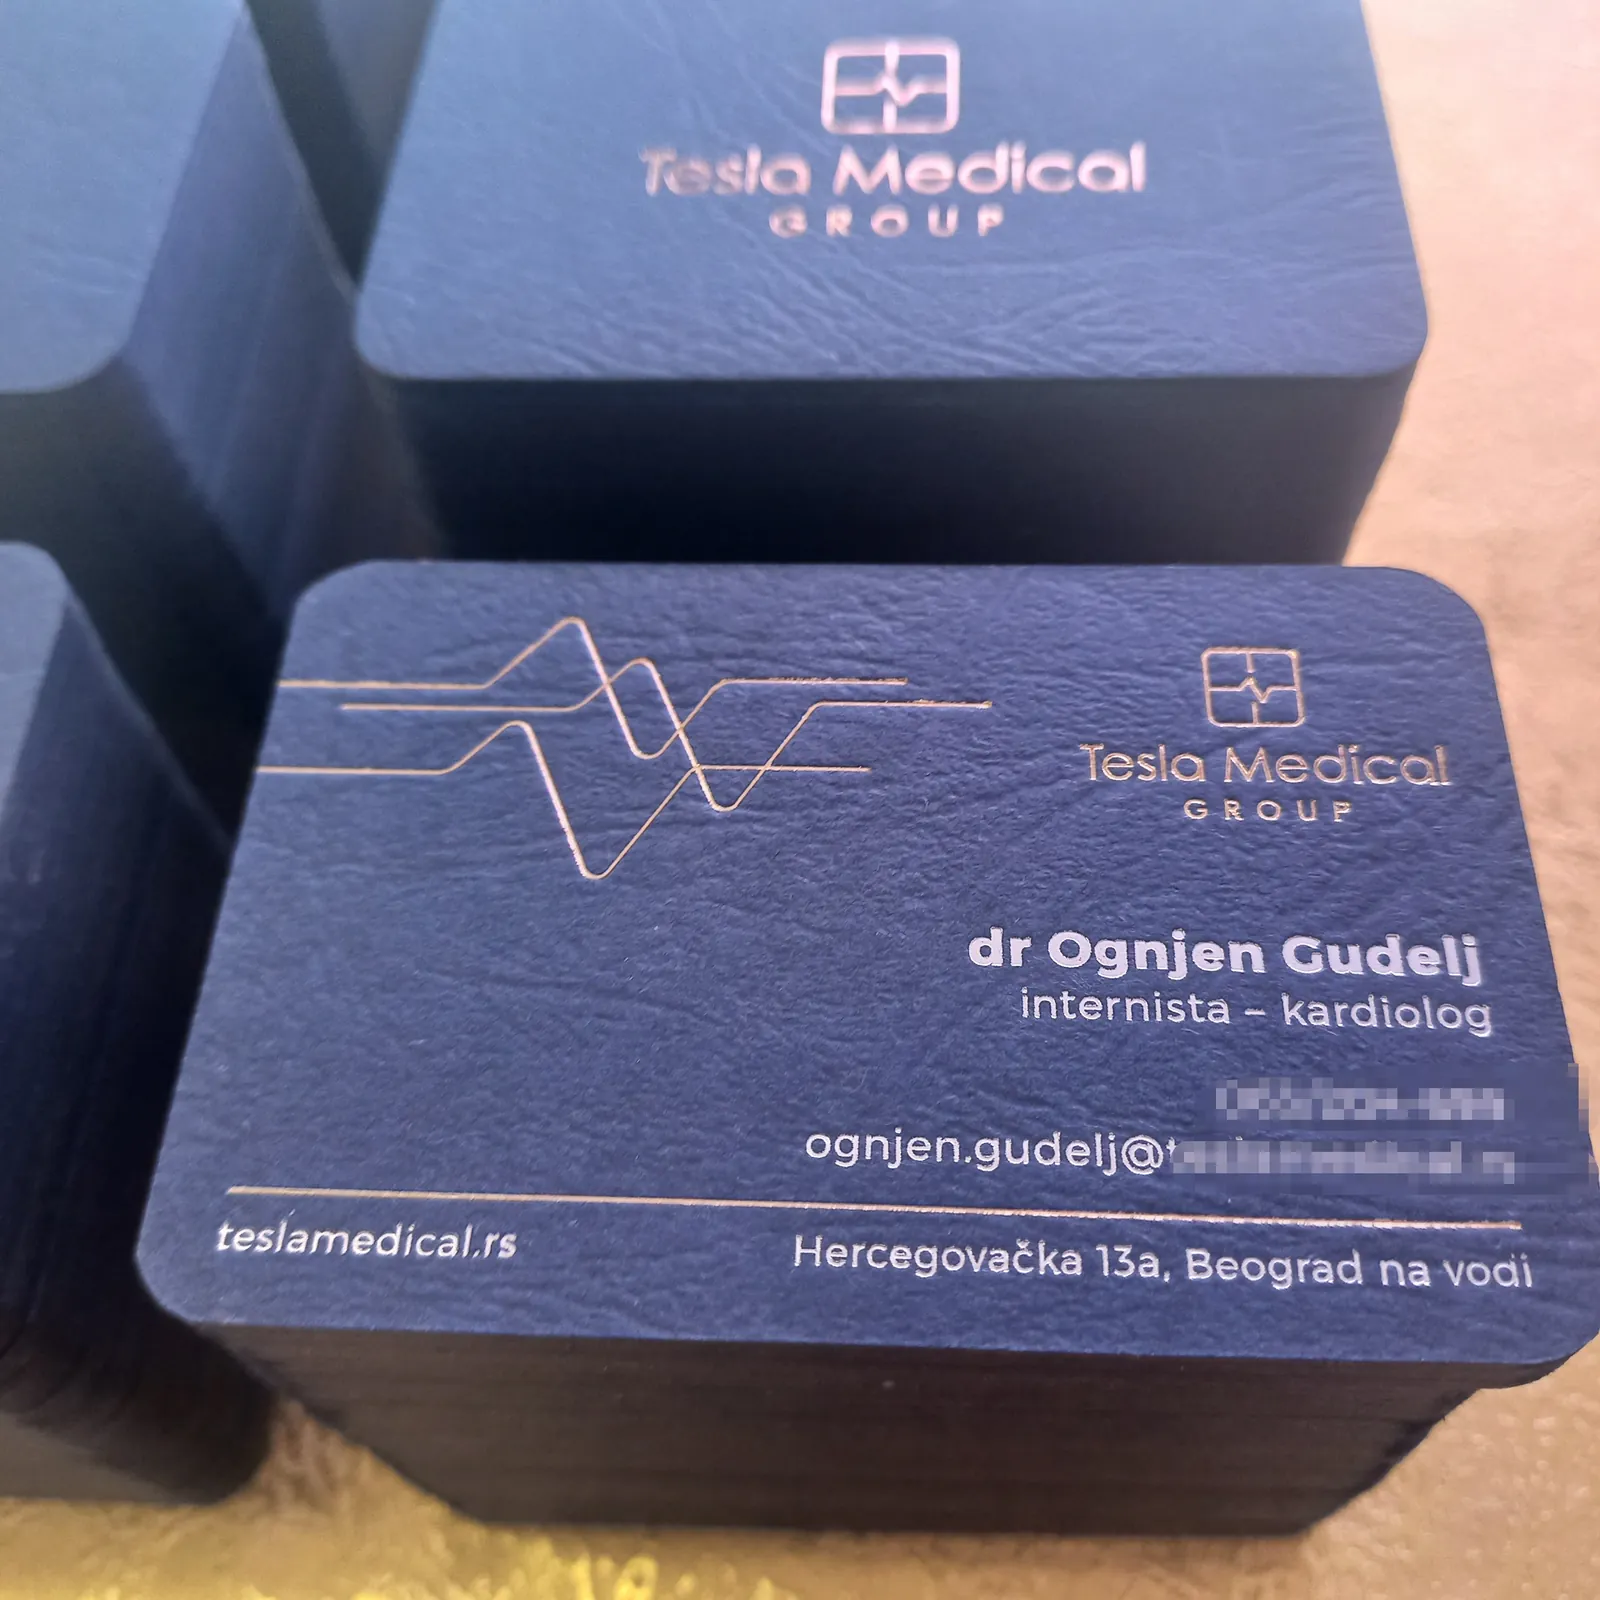 Tesla Medical
GROUP
Tesla Medical
GROUP
dr Ognjen Gudelj
internista – kardiolog
ognjen.gudelj@
teslamedical.rs
Hercegovačka 13a, Beograd na vodi